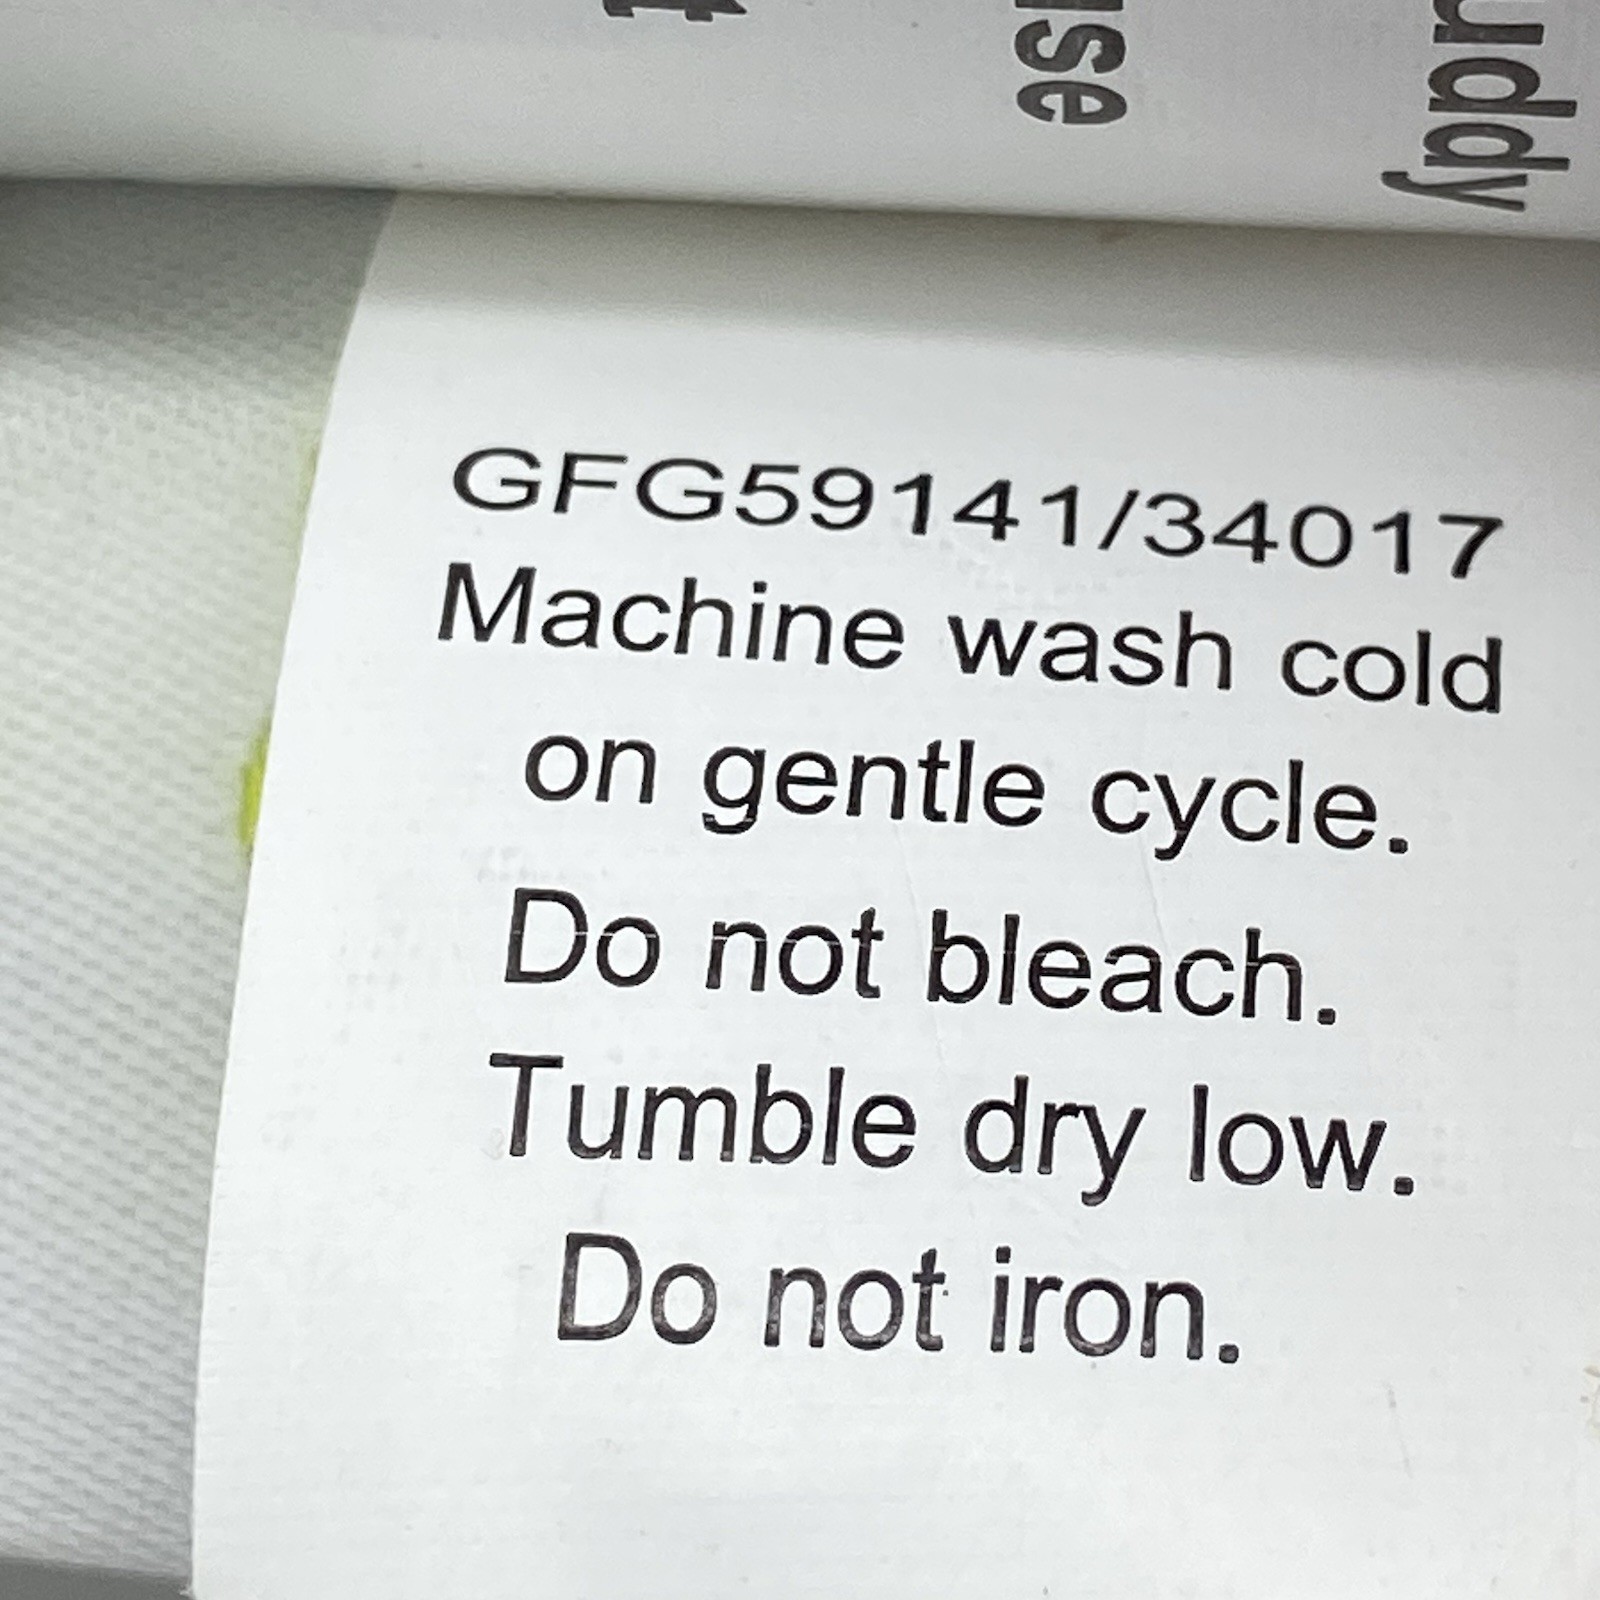 GFG59141/34017
Machine wash cold
on gentle cycle.
Do not bleach.
Tumble dry low.
Do not iron.